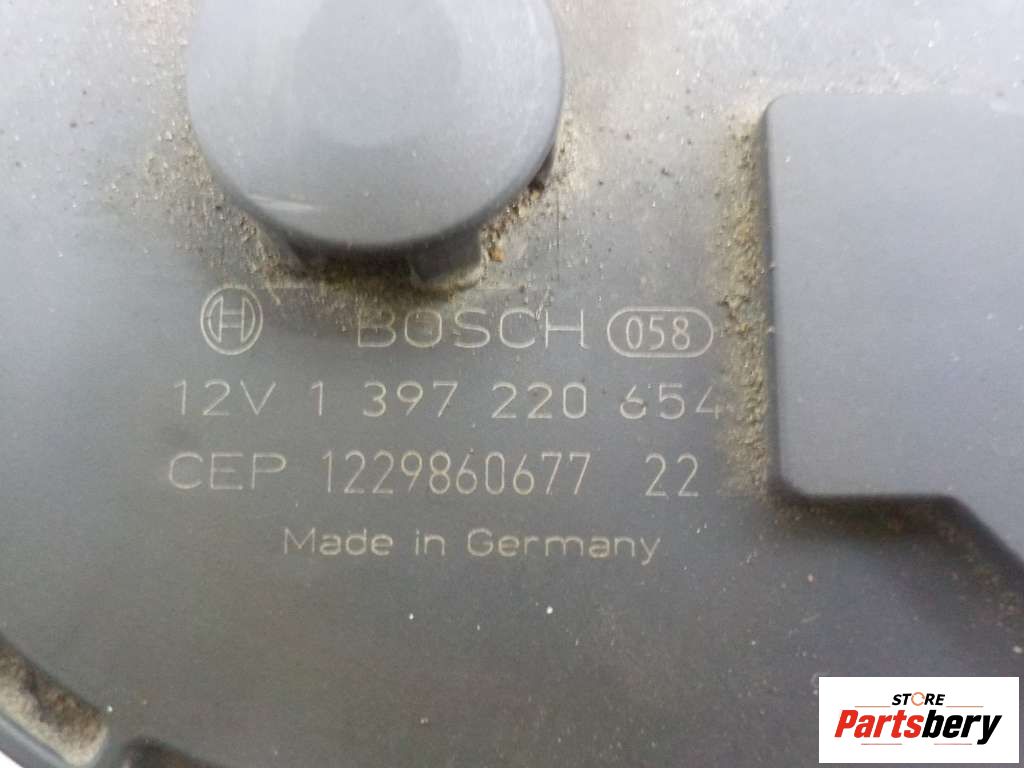 BOSCH 058
12V 1 397 220 654
CEP 1229860677 22
Made in Germany
STORE
Partsbery